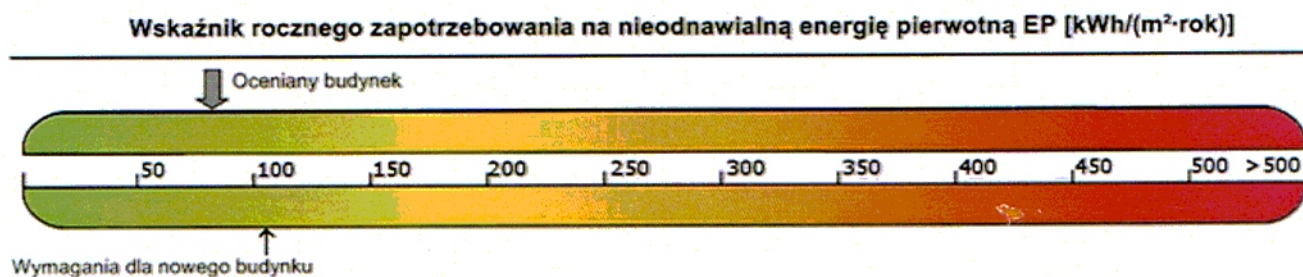 Wskaźnik rocznego zapotrzebowania na nieodnawialną energię pierwotną EP [kWh/(m²·rok)]
Oceniany budynek
50 100 150 200 250 300 350 400 450 500 >500
Wymagania dla nowego budynku